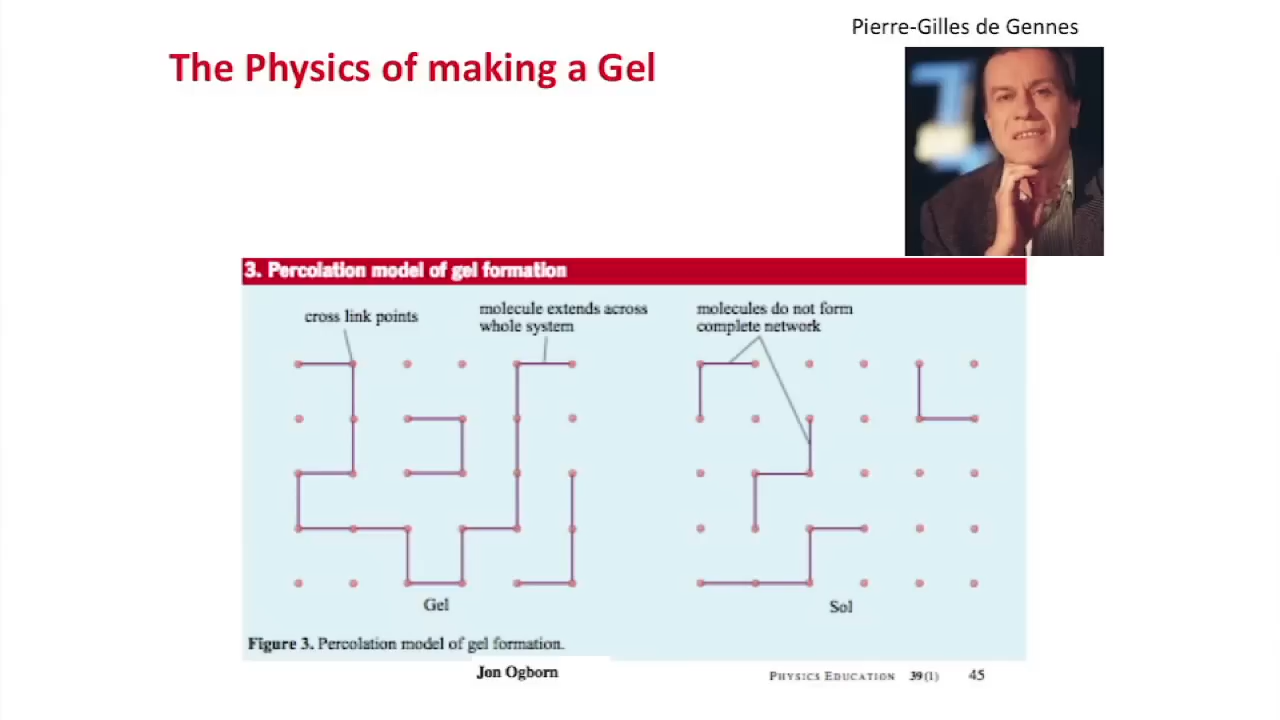 Pierre-Gilles de Gennes
The Physics of making a Gel
3. Percolation model of gel formation
cross link points
molecule extends across
whole system
molecules do not form
complete network
Gel
Sol
Figure 3. Percolation model of gel formation.
Jon Ogborn
PHYSICS EDUCATION 39 (1) 45